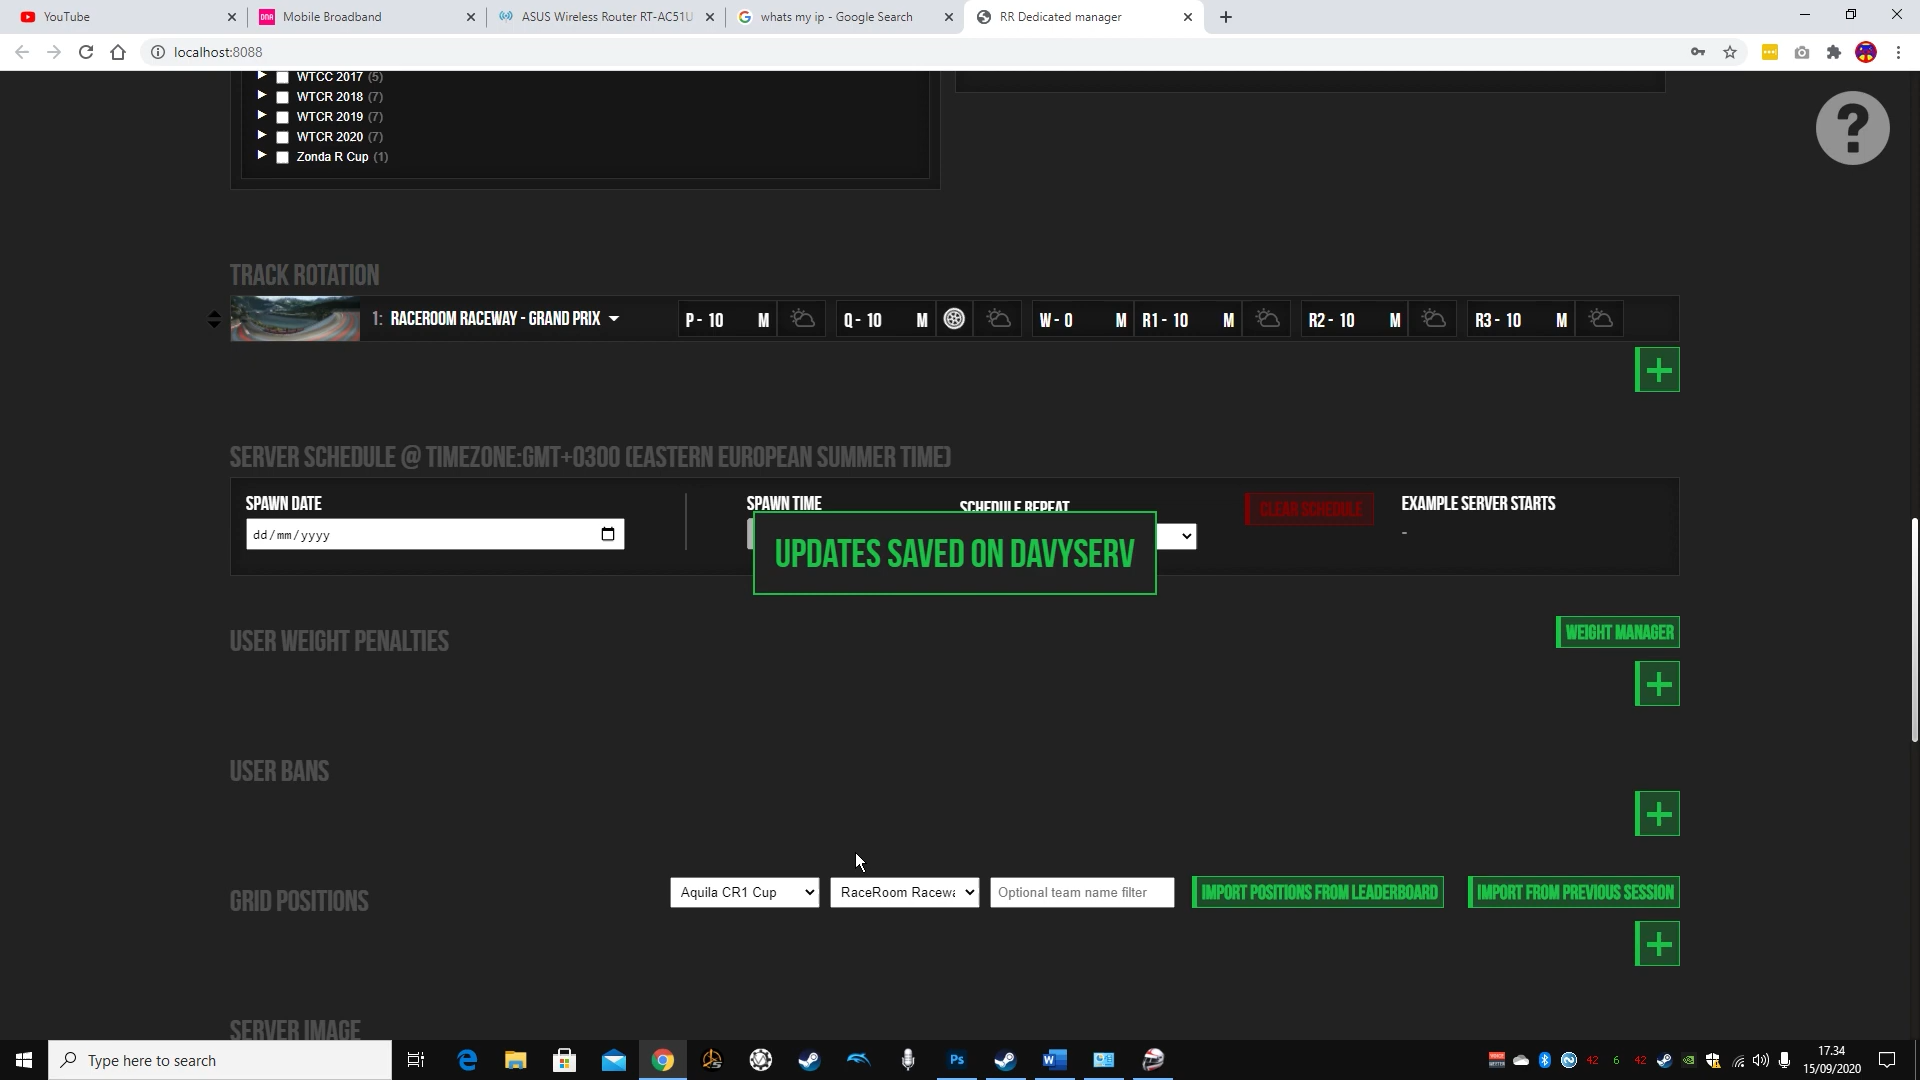 YouTube
DNA Mobile Broadband
ASUS Wireless Router RT-AC51U
whats my ip - Google Search
RR Dedicated manager
localhost:8088
WTCC 2017 (5)
WTCR 2018 (7)
WTCR 2019 (7)
WTCR 2020 (7)
Zonda R Cup (1)
?
TRACK ROTATION
1: RACEROOM RACEWAY - GRAND PRIX P - 10 M Q - 10 M W - 0 M R1 - 10 M R2 - 10 M R3 - 10 M
SERVER SCHEDULE @ TIMEZONE:GMT+0300 (EASTERN EUROPEAN SUMMER TIME)
SPAWN DATE SPAWN TIME SCHEDULE REPEAT CLEAR SCHEDULE EXAMPLE SERVER STARTS
dd/mm/yyyy -
UPDATES SAVED ON DAVYSERV
USER WEIGHT PENALTIES WEIGHT MANAGER
USER BANS
GRID POSITIONS Aquila CR1 Cup RaceRoom Racewa Optional team name filter IMPORT POSITIONS FROM LEADERBOARD IMPORT FROM PREVIOUS SESSION
SERVER IMAGE
Type here to search Ps 42 6 42 17.34
15/09/2020